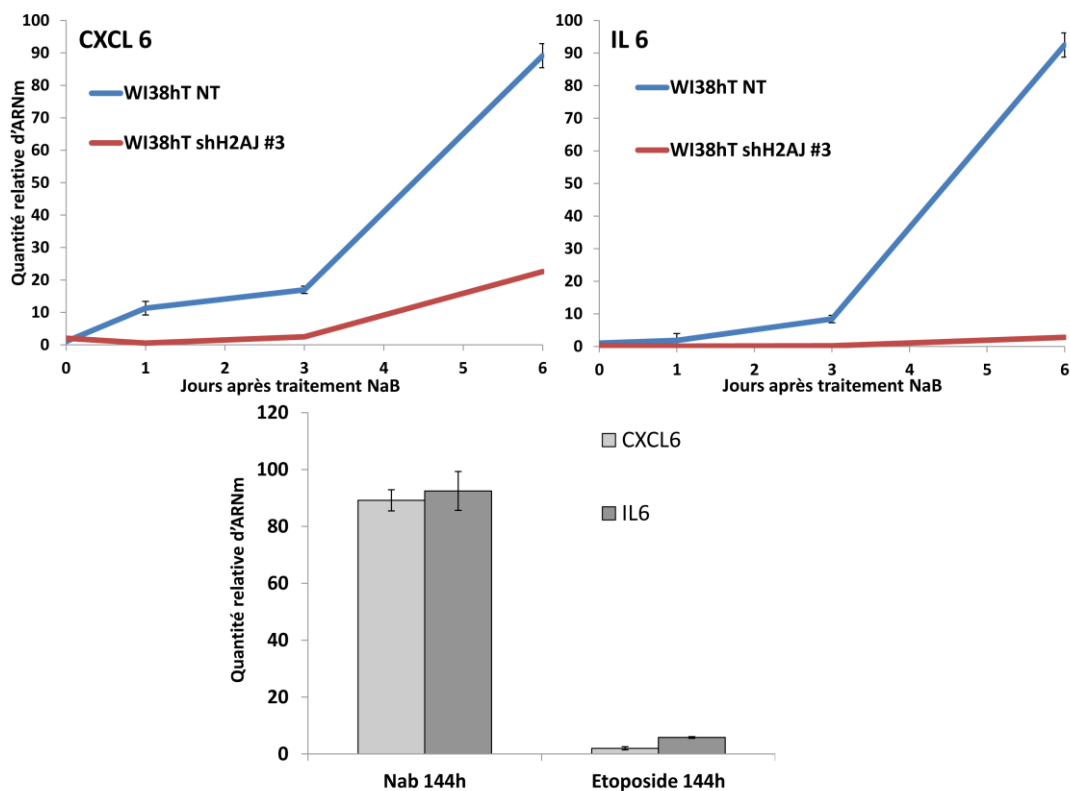 CXCL 6
WI38hT NT
WI38hT shH2AJ #3
Quantité relative d'ARNm
100
90
80
70
60
50
40
30
20
10
0
0 1 2 3 4 5 6
Jours après traitement NaB
IL 6
WI38hT NT
WI38hT shH2AJ #3
100
90
80
70
60
50
40
30
20
10
0
0 1 2 3 4 5 6
Jours après traitement NaB
Quantité relative d'ARNm
120
100
80
60
40
20
0
Nab 144h
Etoposide 144h
CXCL6
IL6